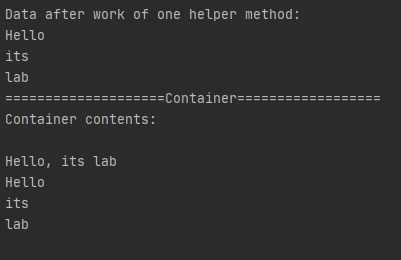 Data after work of one helper method:
Hello
its
lab
====================Container==================
Container contents:

Hello, its lab
Hello
its
lab